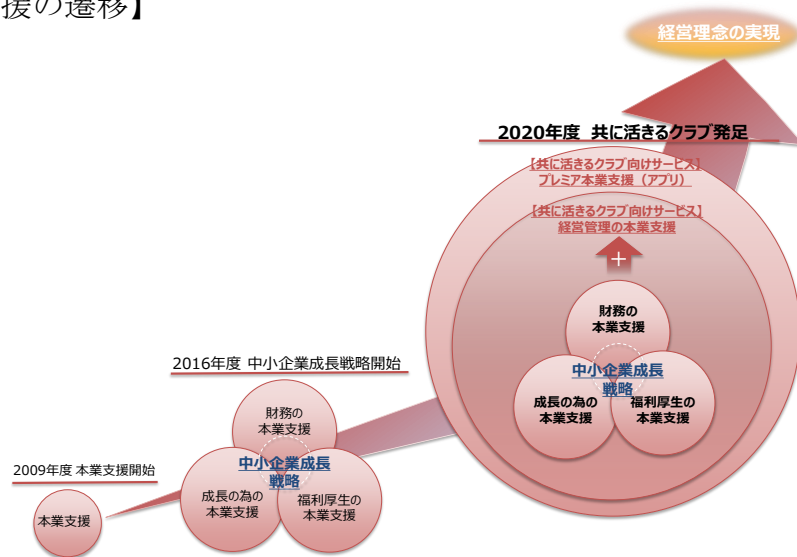 援の遷移】
経営理念の実現
2020年度 共に活きるクラブ発足
【共に活きるクラブ向けサービス】
プレミア本業支援（アプリ）
【共に活きるクラブ向けサービス】
経営管理の本業支援
＋
財務の
本業支援
中小企業成長
戦略
成長の為の
本業支援
福利厚生の
本業支援
2016年度 中小企業成長戦略開始
財務の
本業支援
中小企業成長
戦略
成長の為の
本業支援
福利厚生の
本業支援
2009年度 本業支援開始
本業支援